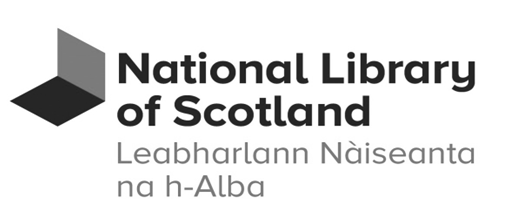 National Library
of Scotland
Leabharlann Nàiseanta
na h-Alba